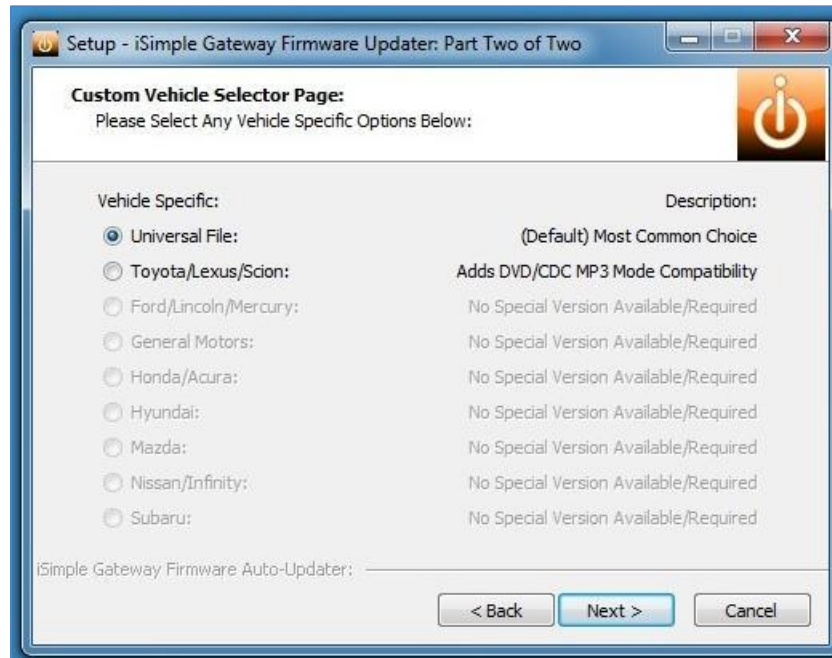 Setup - iSimple Gateway Firmware Updater: Part Two of Two
Custom Vehicle Selector Page:
Please Select Any Vehicle Specific Options Below:
Vehicle Specific: Description:
Universal File: (Default) Most Common Choice
Toyota/Lexus/Scion: Adds DVD/CDC MP3 Mode Compatibility
Ford/Lincoln/Mercury: No Special Version Available/Required
General Motors: No Special Version Available/Required
Honda/Acura: No Special Version Available/Required
Hyundai: No Special Version Available/Required
Mazda: No Special Version Available/Required
Nissan/Infinity: No Special Version Available/Required
Subaru: No Special Version Available/Required
iSimple Gateway Firmware Auto-Updater:
< Back Next > Cancel